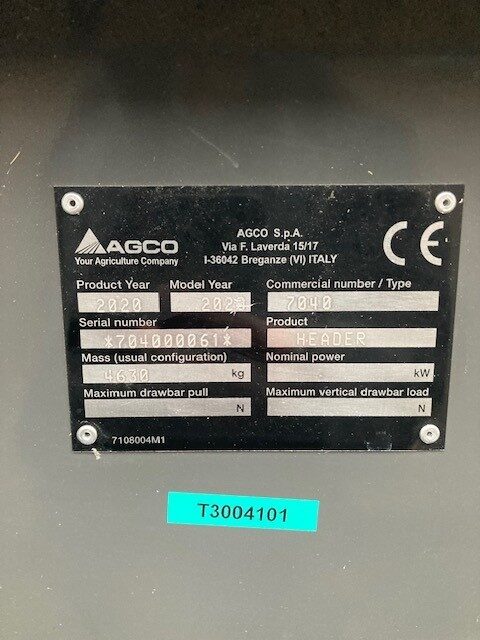 AGCO
Your Agriculture Company
AGCO S.p.A.
Via F. Laverda 15/17
I-36042 Breganze (VI) ITALY
CE
Product Year
Model Year
Commercial number / Type
2020
7040
Serial number
Product
*704000061*
HEADER
Mass (usual configuration)
Nominal power
4630 kg
kW
Maximum drawbar pull
Maximum vertical drawbar load
N
N
7108004M1
T3004101